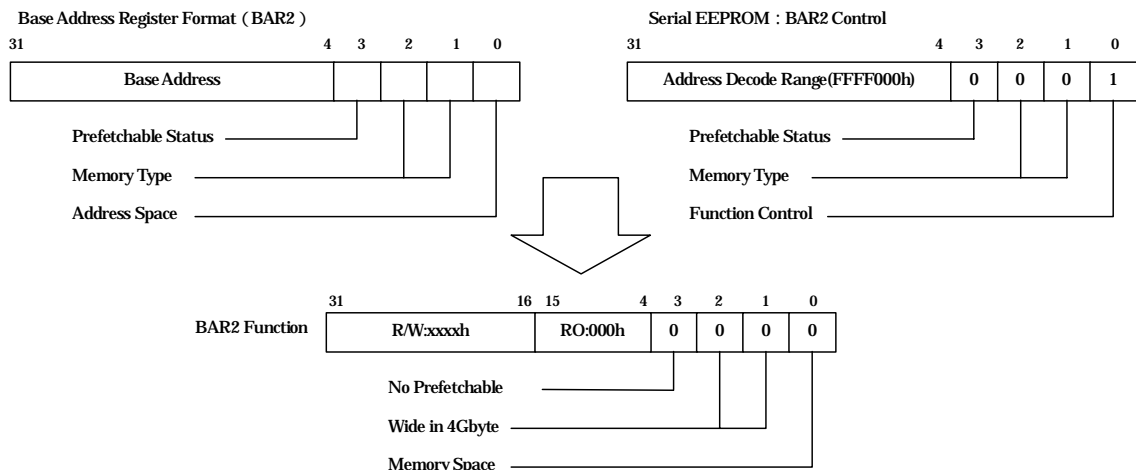 Base Address Register Format ( BAR2 )
31 4 3 2 1 0
Base Address
Prefetchable Status
Memory Type
Address Space
Serial EEPROM : BAR2 Control
31 4 3 2 1 0
Address Decode Range(FFFF000h) 0 0 0 1
Prefetchable Status
Memory Type
Function Control
31 16 15 4 3 2 1 0
BAR2 Function R/W:xxxxh RO:000h 0 0 0 0
No Prefetchable
Wide in 4Gbyte
Memory Space